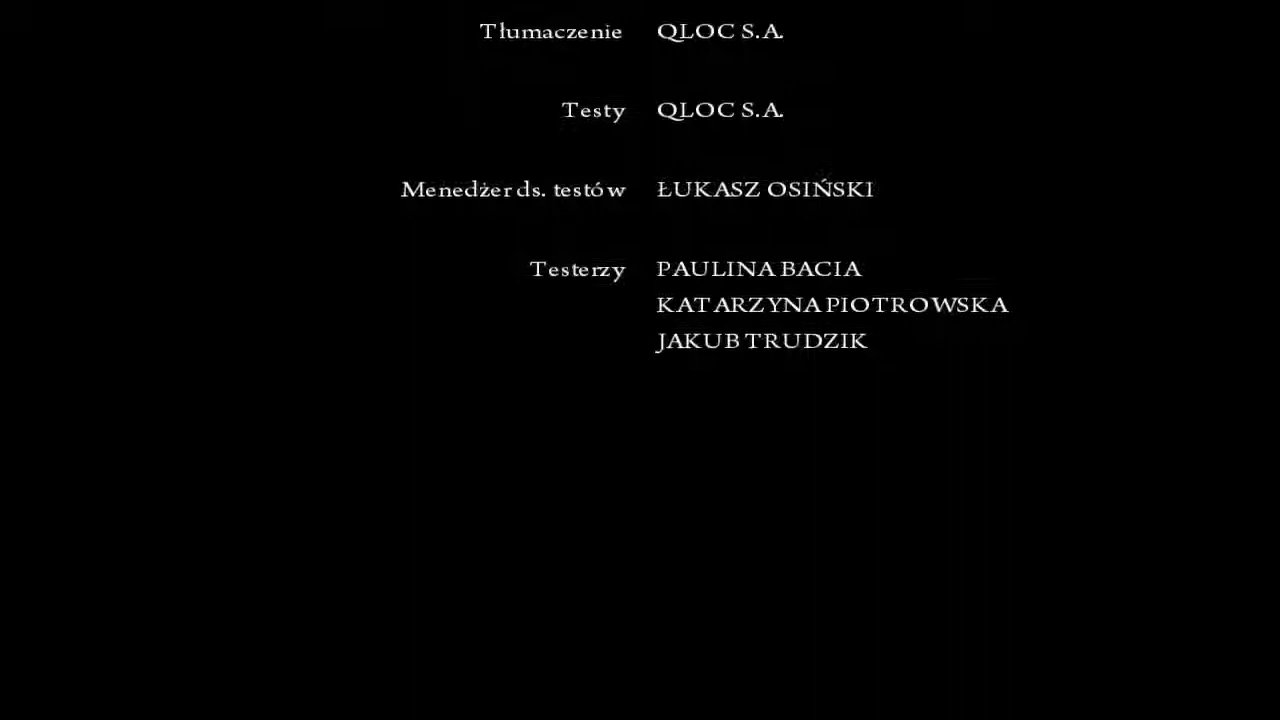 Tłumaczenie QLOC S.A.
Testy QLOC S.A.
Menedżer ds. testów ŁUKASZ OSIŃSKI
Testerzy PAULINA BACIA
KATARZYNA PIOTROWSKA
JAKUB TRUDZIK